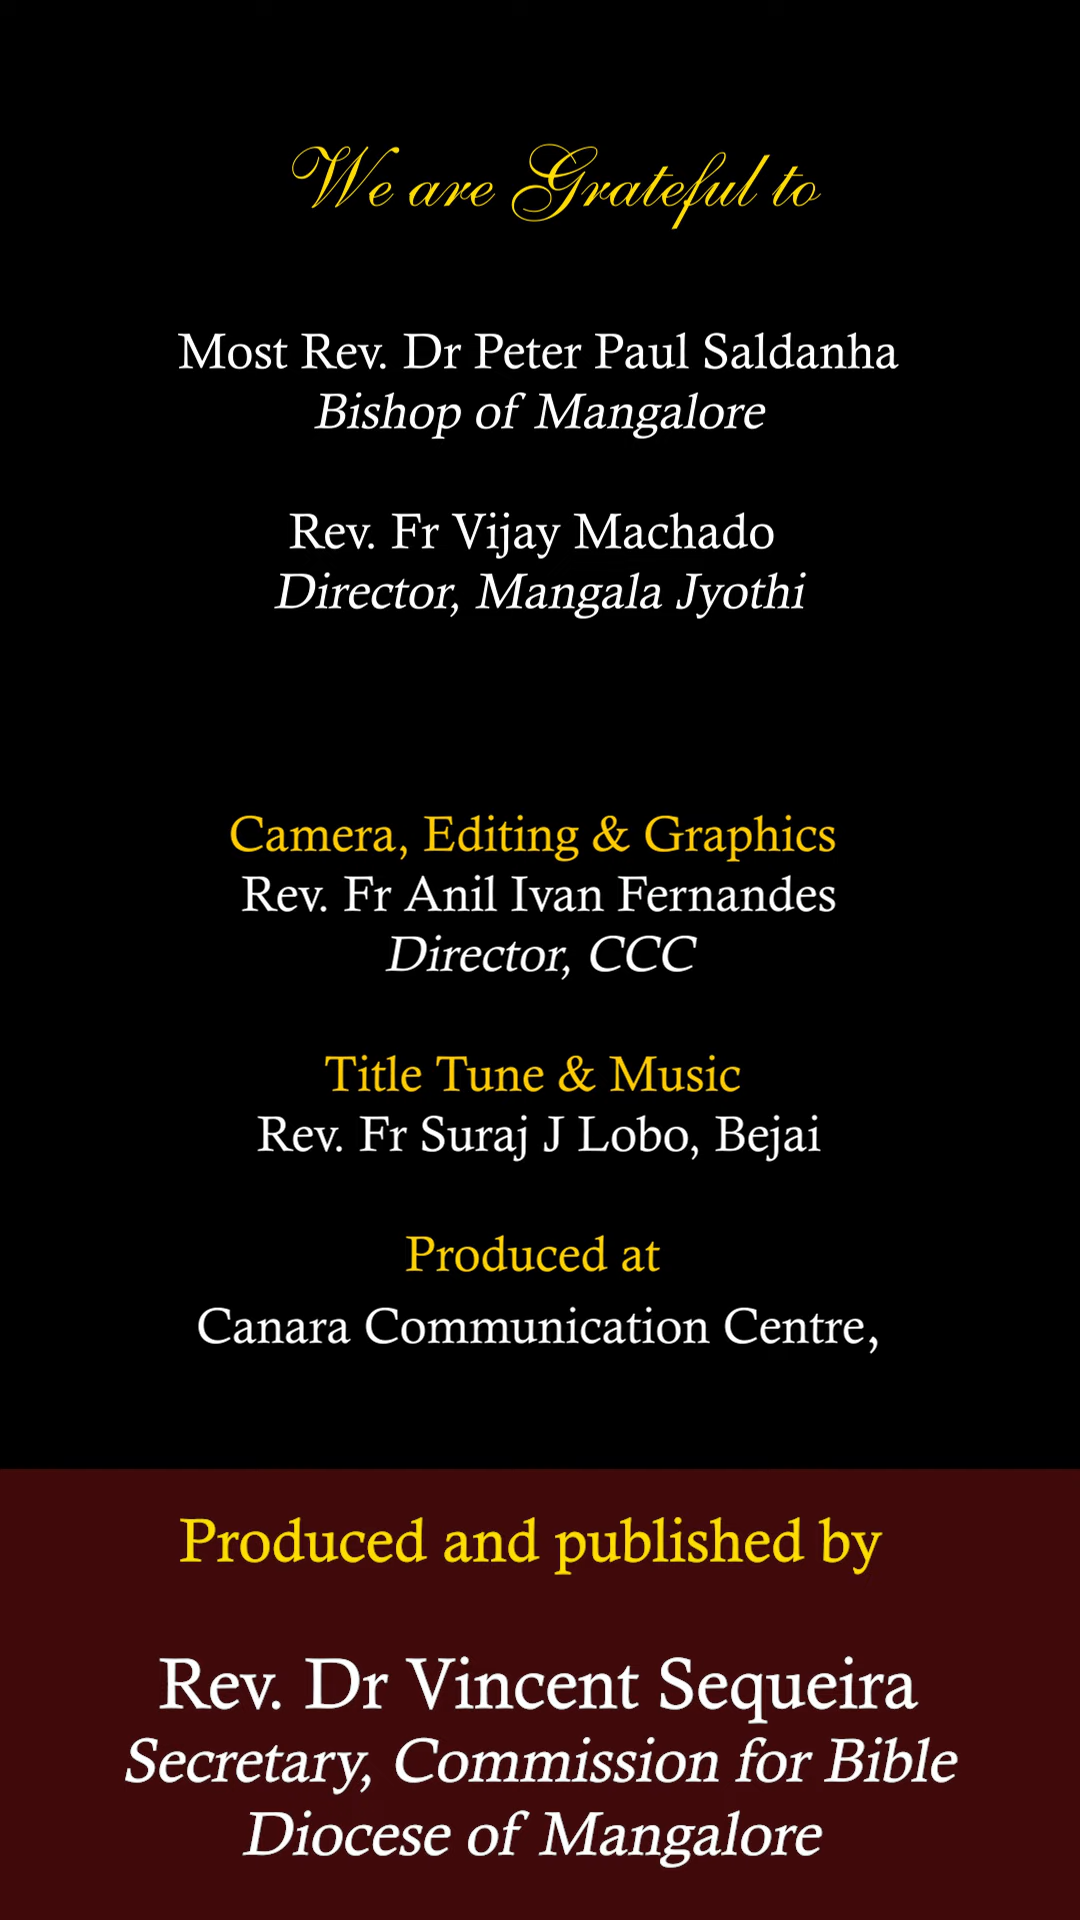 We are Grateful to
Most Rev. Dr Peter Paul Saldanha
Bishop of Mangalore
Rev. Fr Vijay Machado
Director, Mangala Jyothi
Camera, Editing & Graphics
Rev. Fr Anil Ivan Fernandes
Director, CCC
Title Tune & Music
Rev. Fr Suraj J Lobo, Bejai
Produced at
Canara Communication Centre,
Produced and published by
Rev. Dr Vincent Sequeira
Secretary, Commission for Bible
Diocese of Mangalore